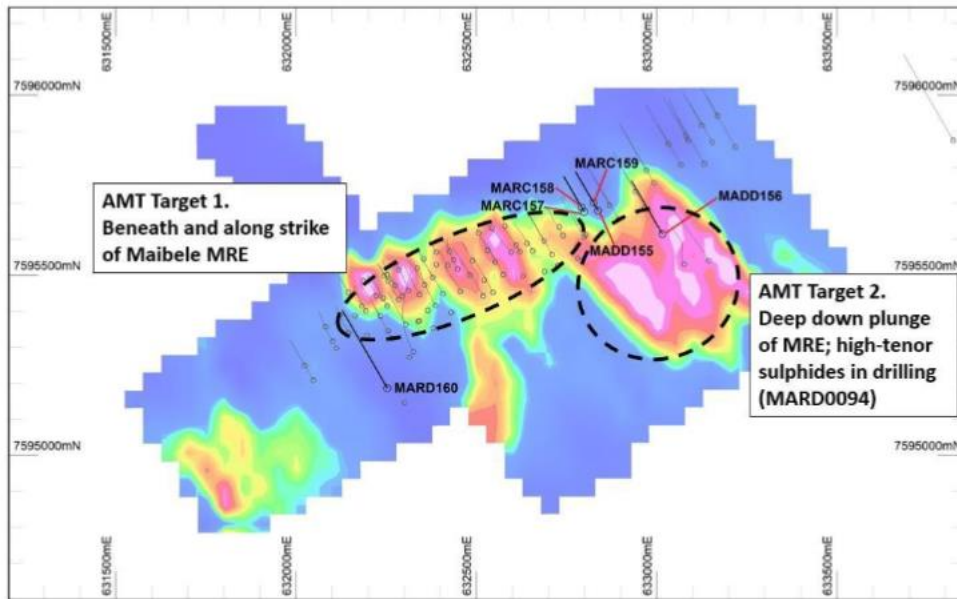 631500mE
632000mE
632500mE
633000mE
633500mE
7596000mN
7596000mN
MARC159
MARC158
MARC157
MADD156
MADD155
AMT Target 1.
Beneath and along strike
of Maibele MRE
7595500mN
7595500mN
AMT Target 2.
Deep down plunge
of MRE; high-tenor
sulphides in drilling
(MARD0094)
MARD160
7595000mN
7595000mN
631500mE
632000mE
632500mE
633000mE
633500mE